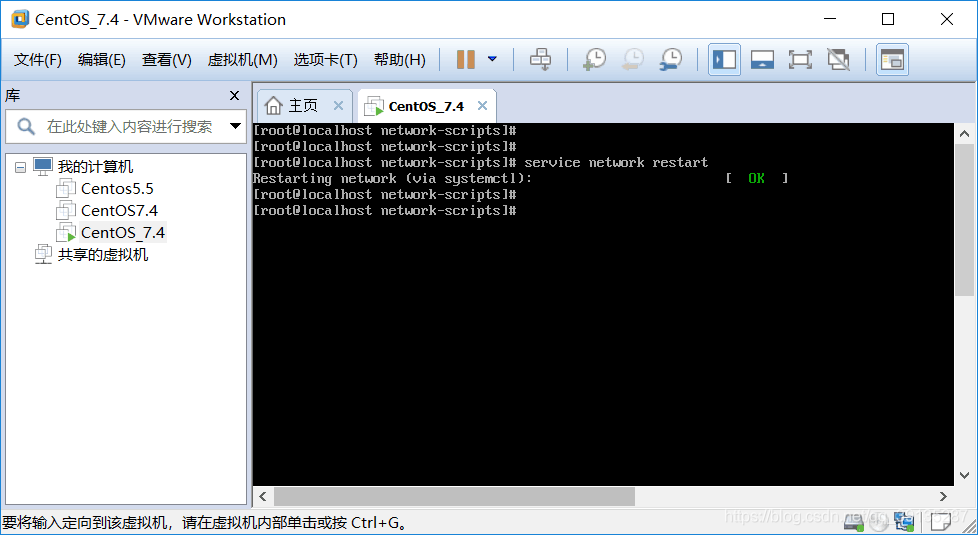 CentOS_7.4 - VMware Workstation
文件(F) 编辑(E) 查看(V) 虚拟机(M) 选项卡(T) 帮助(H)
库
在此处键入内容进行搜索
我的计算机
Centos5.5
CentOS7.4
CentOS_7.4
共享的虚拟机
主页 CentOS_7.4
[root@localhost network-scripts]#
[root@localhost network-scripts]#
[root@localhost network-scripts]# service network restart
Restarting network (via systemctl): [ OK ]
[root@localhost network-scripts]#
[root@localhost network-scripts]#
要将输入定向到该虚拟机，请在虚拟机内部单击或按 Ctrl+G。